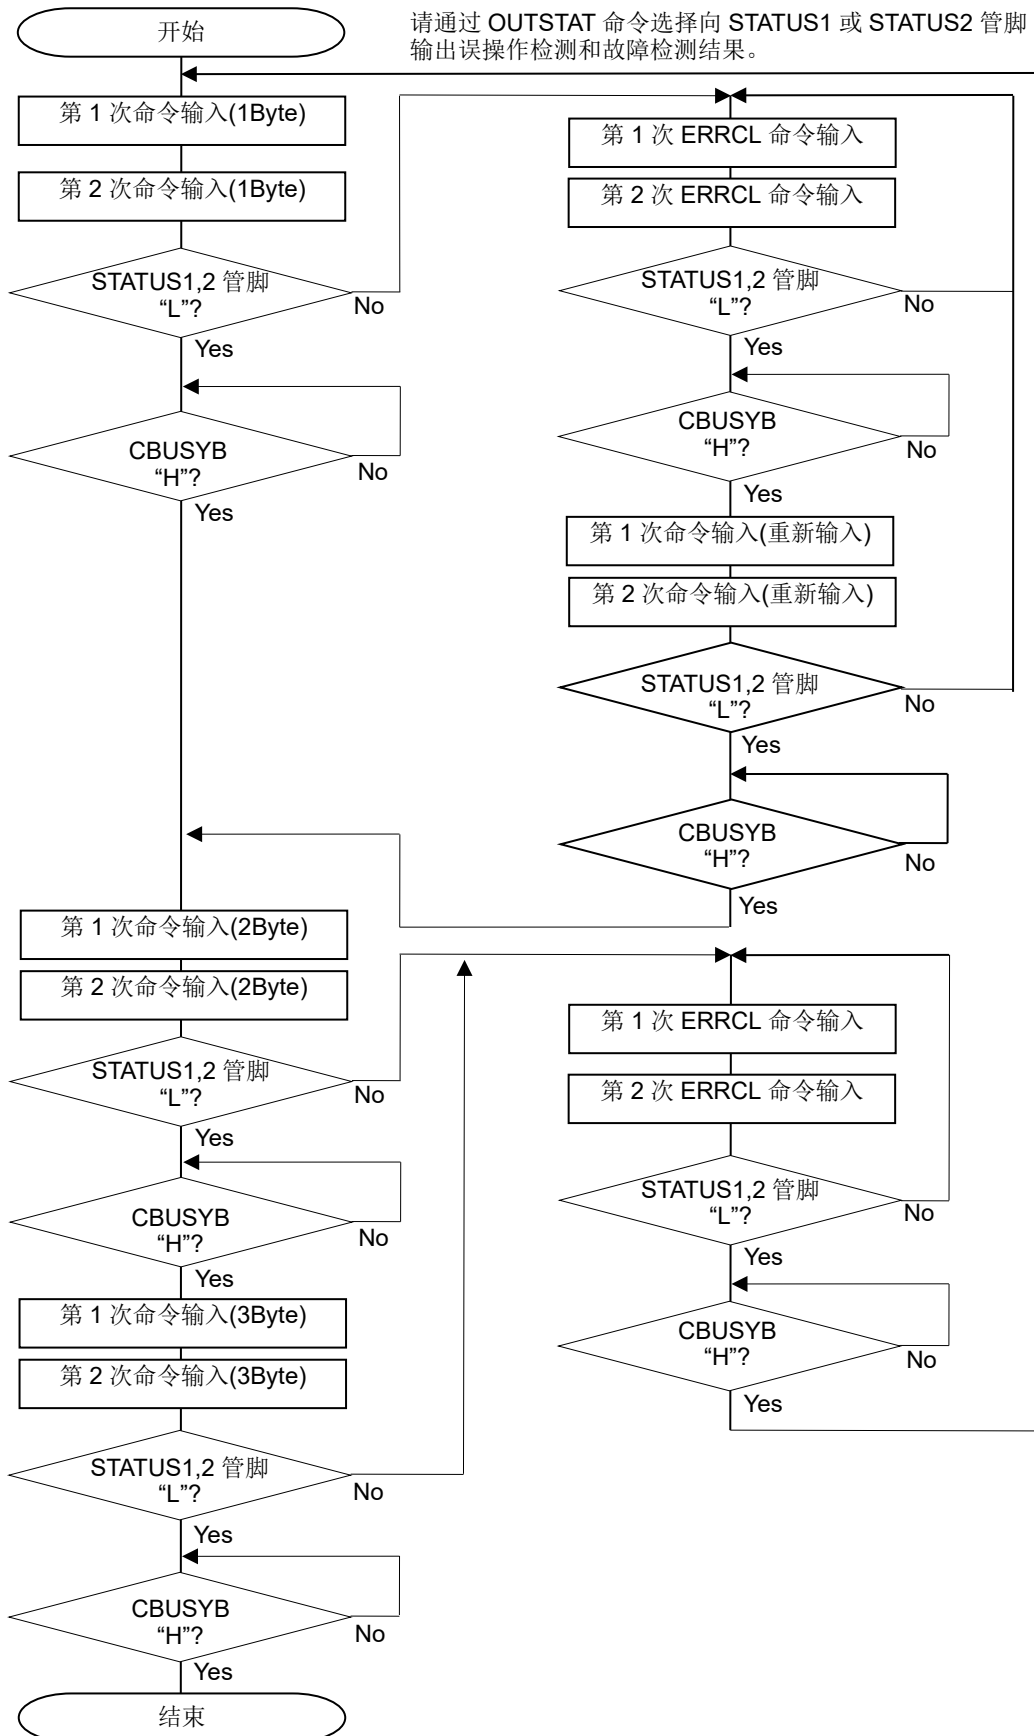 开始
请通过 OUTSTAT 命令选择向 STATUS1 或 STATUS2 管脚
输出误操作检测和故障检测结果。
第 1 次命令输入(1Byte)
第 2 次命令输入(1Byte)
STATUS1,2 管脚
“L”?
No
Yes
CBUSYB
“H”?
No
Yes
第 1 次 ERRCL 命令输入
第 2 次 ERRCL 命令输入
STATUS1,2 管脚
“L”?
No
Yes
CBUSYB
“H”?
No
Yes
第 1 次命令输入(重新输入)
第 2 次命令输入(重新输入)
STATUS1,2 管脚
“L”?
No
Yes
CBUSYB
“H”?
No
Yes
第 1 次命令输入(2Byte)
第 2 次命令输入(2Byte)
STATUS1,2 管脚
“L”?
No
Yes
CBUSYB
“H”?
No
Yes
第 1 次命令输入(3Byte)
第 2 次命令输入(3Byte)
STATUS1,2 管脚
“L”?
No
Yes
CBUSYB
“H”?
No
Yes
结束
第 1 次 ERRCL 命令输入
第 2 次 ERRCL 命令输入
STATUS1,2 管脚
“L”?
No
Yes
CBUSYB
“H”?
No
Yes